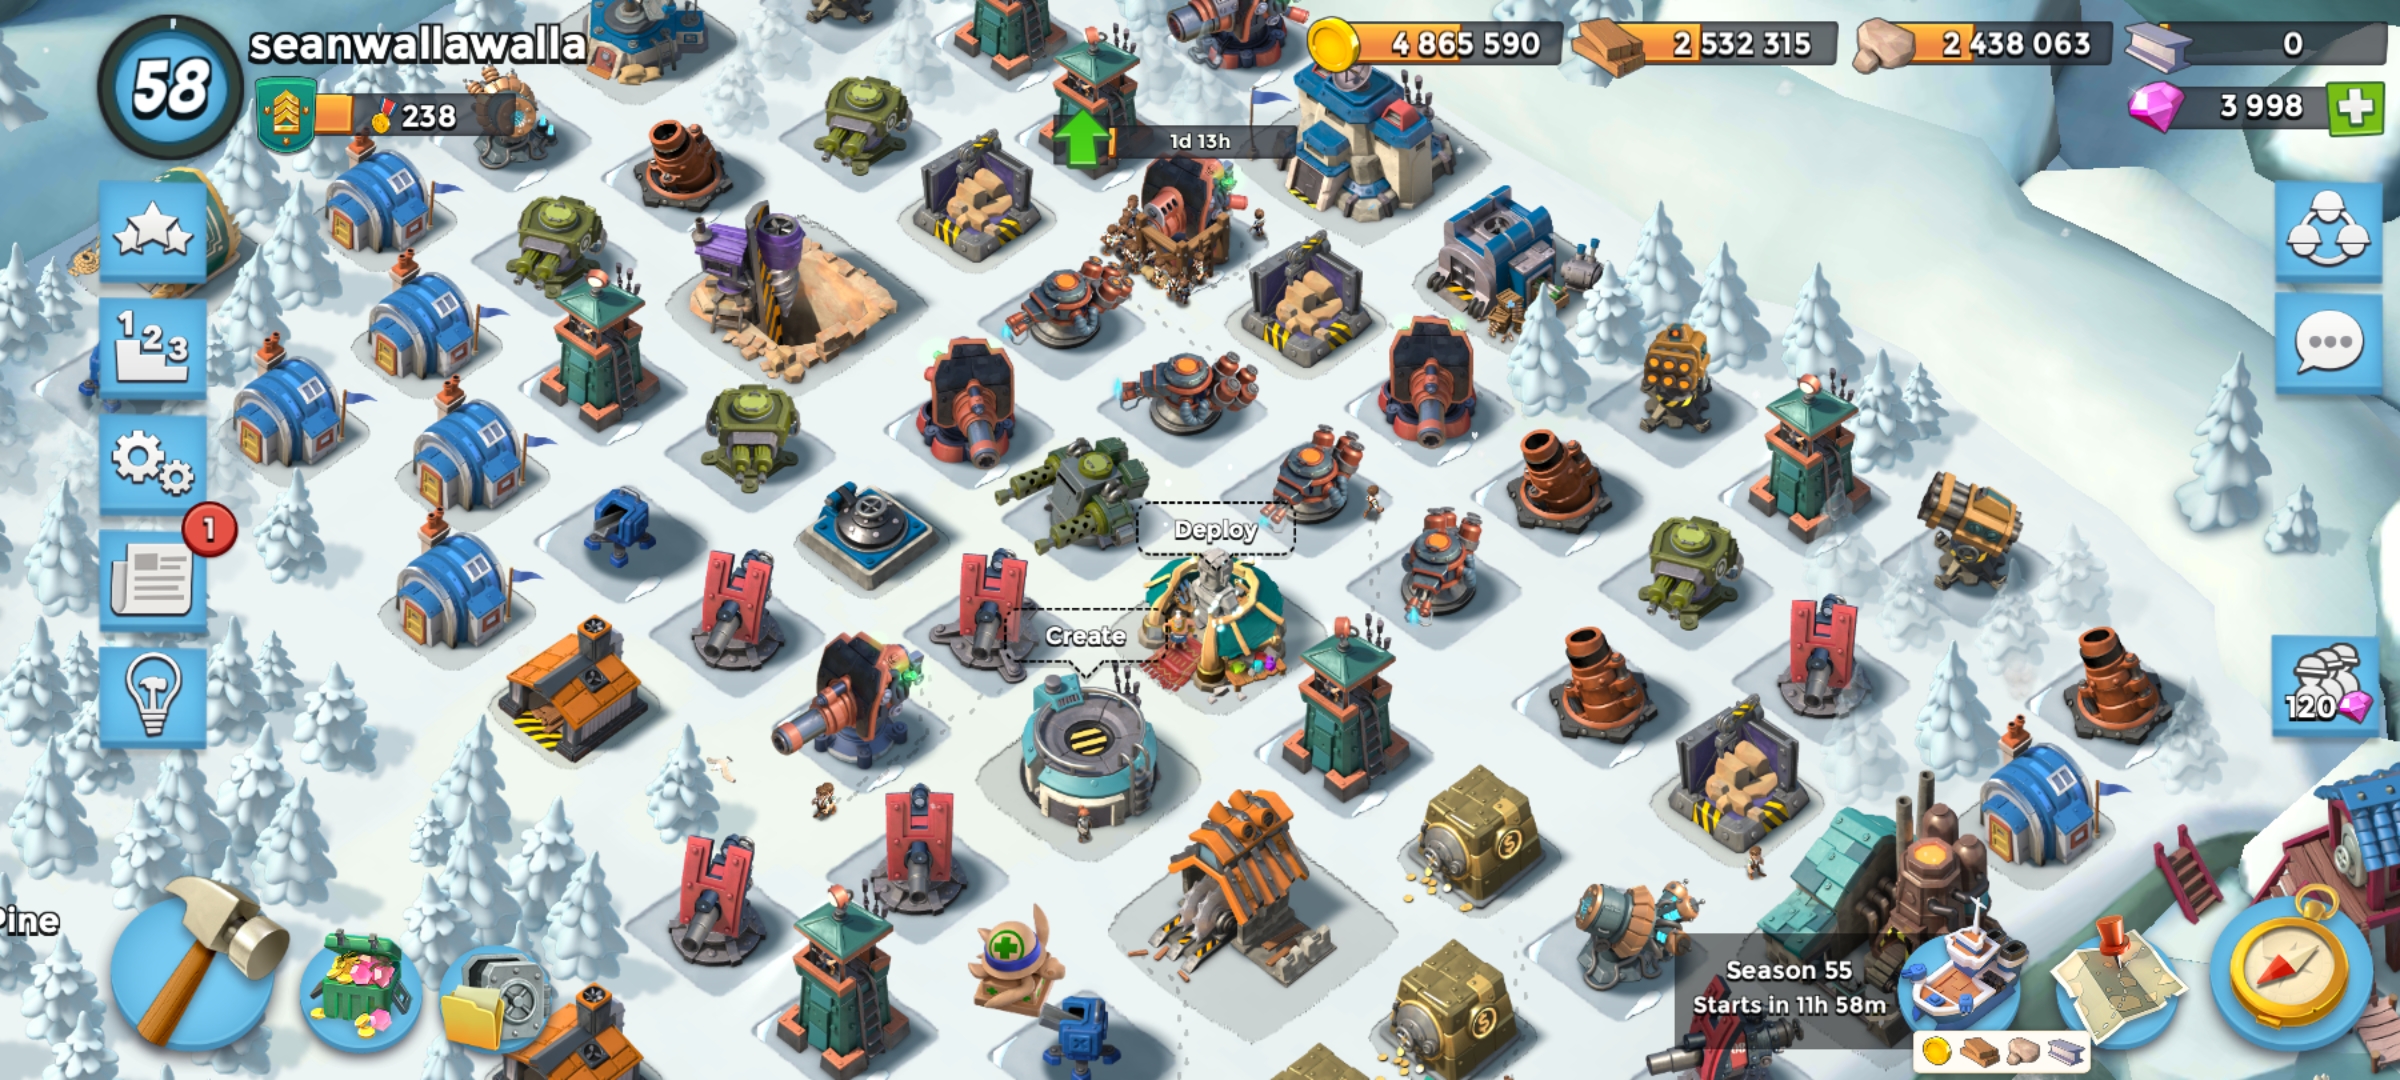 58
seanwallawalla
238
4 865 590
2 532 315
2 438 063
0
3 998
1d 13h
1 2 3
1
Deploy
Create
120
Pine
Season 55
Starts in 11h 58m